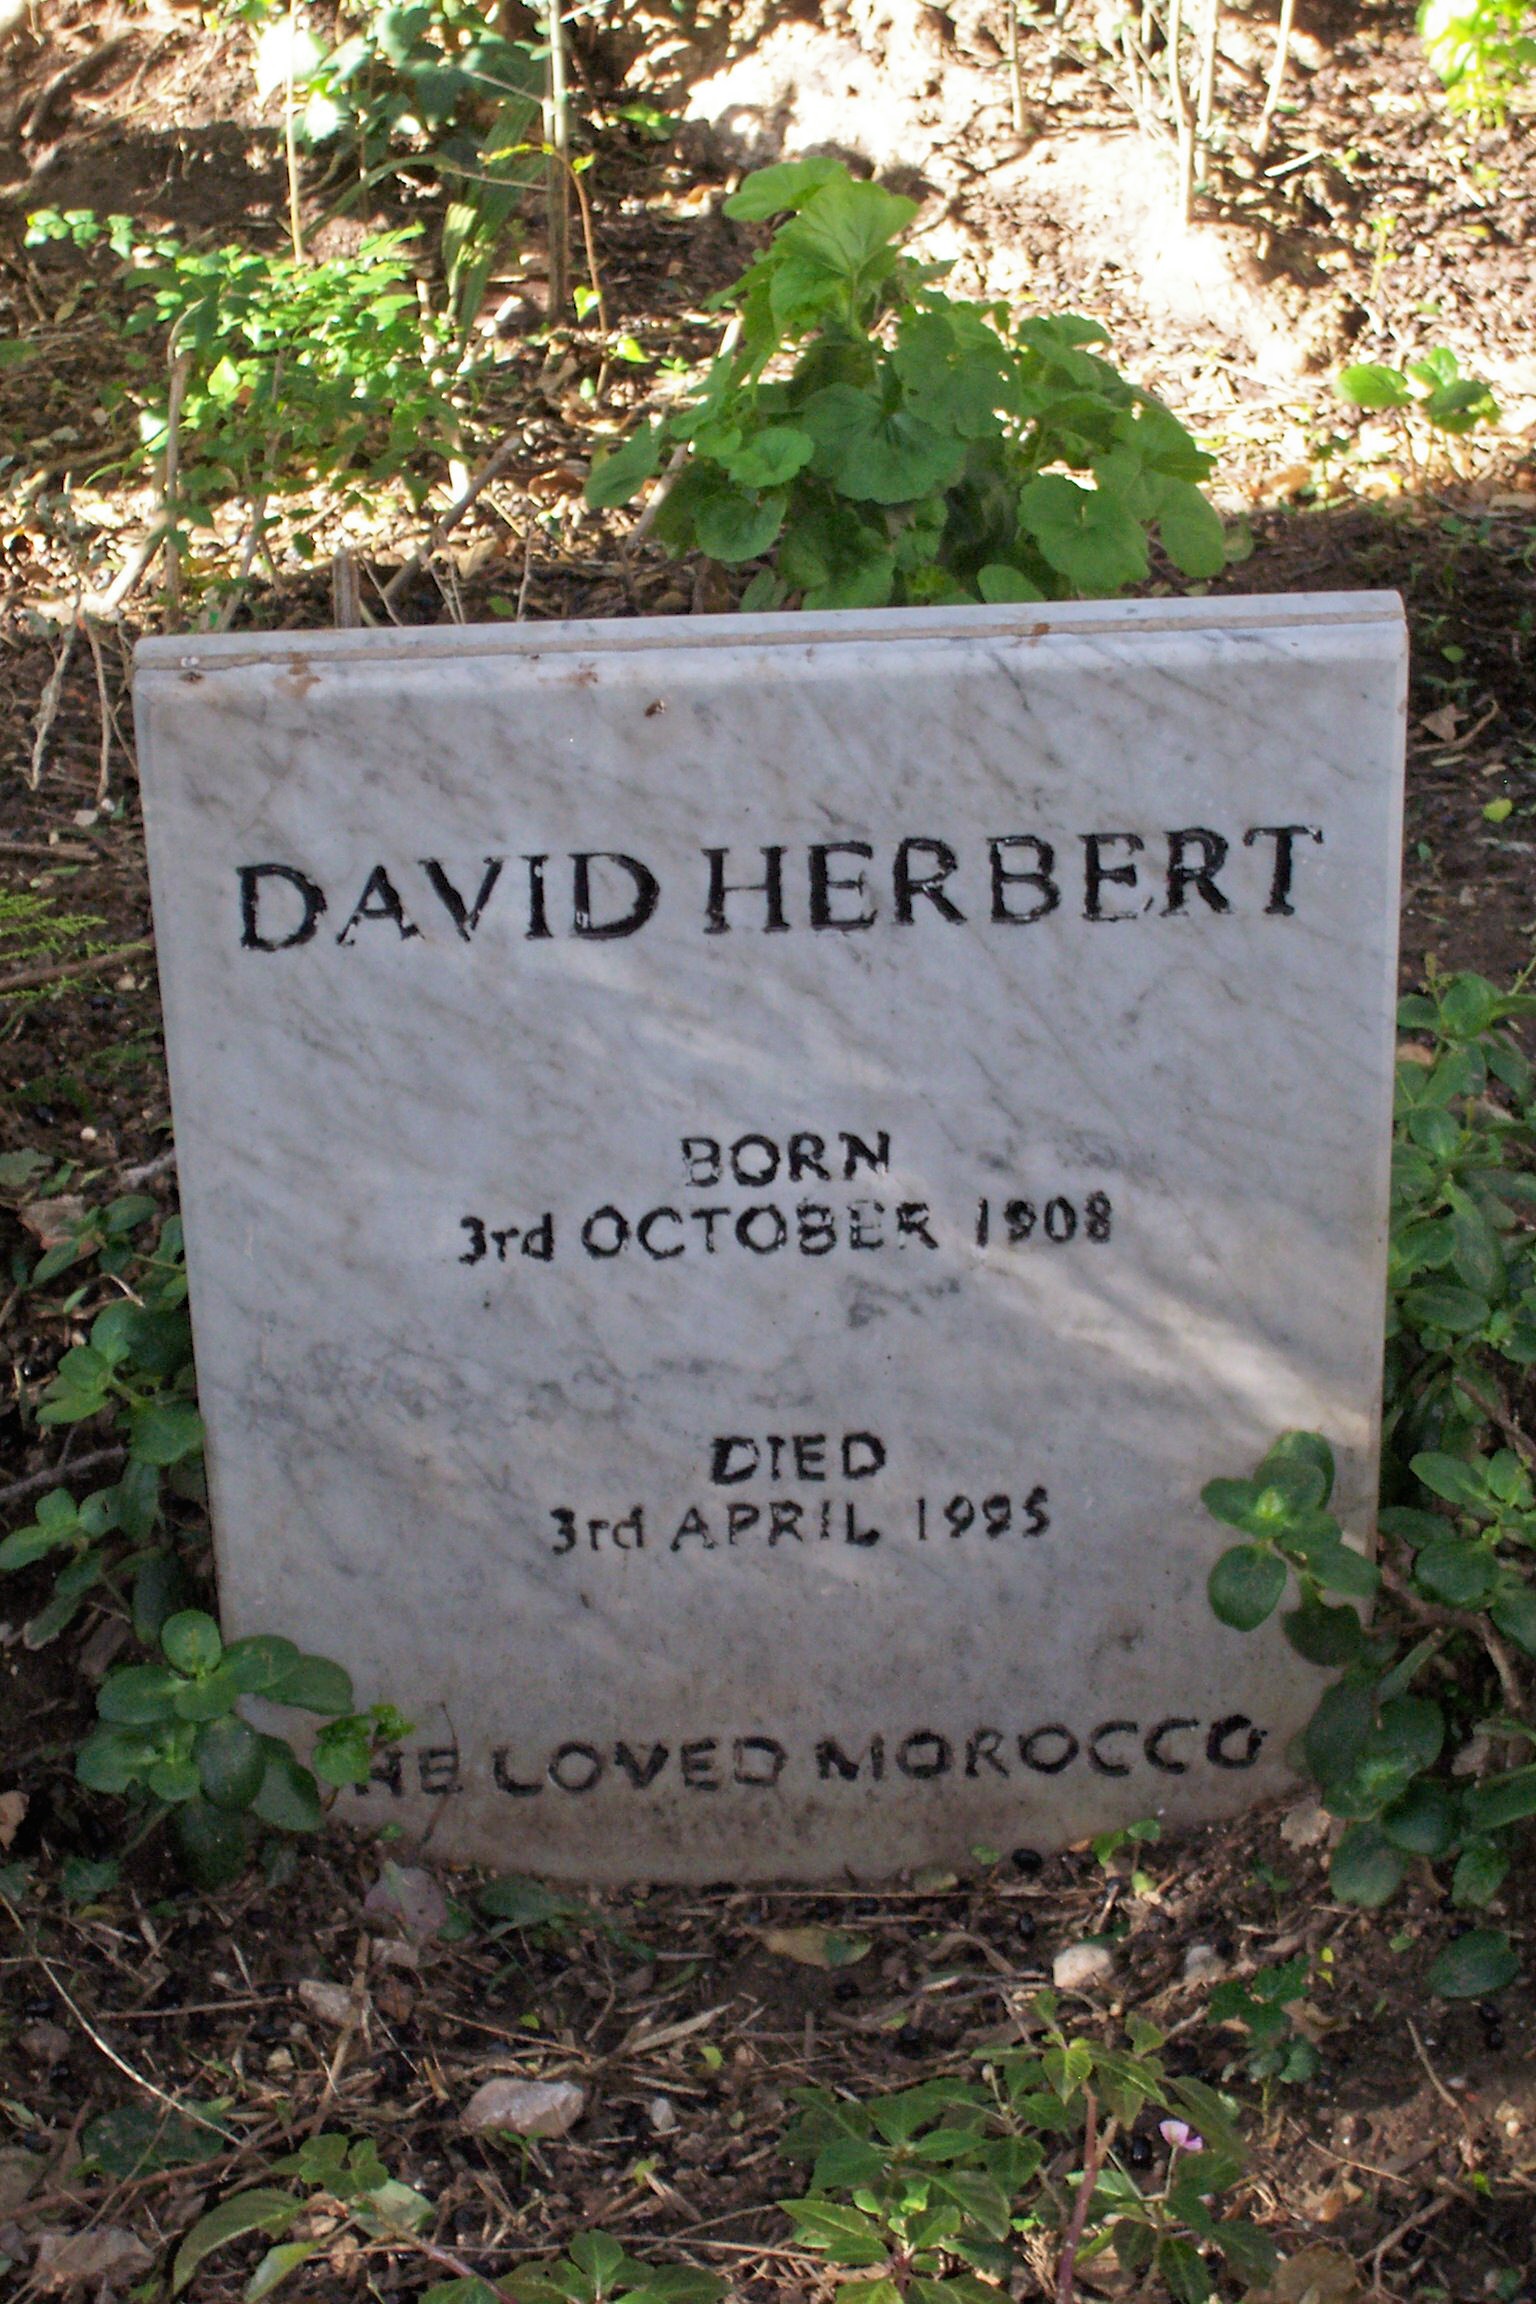 DAVID HERBERT
BORN
3rd OCTOBER 1908
DIED
3rd APRIL 1995
HE LOVED MOROCCO